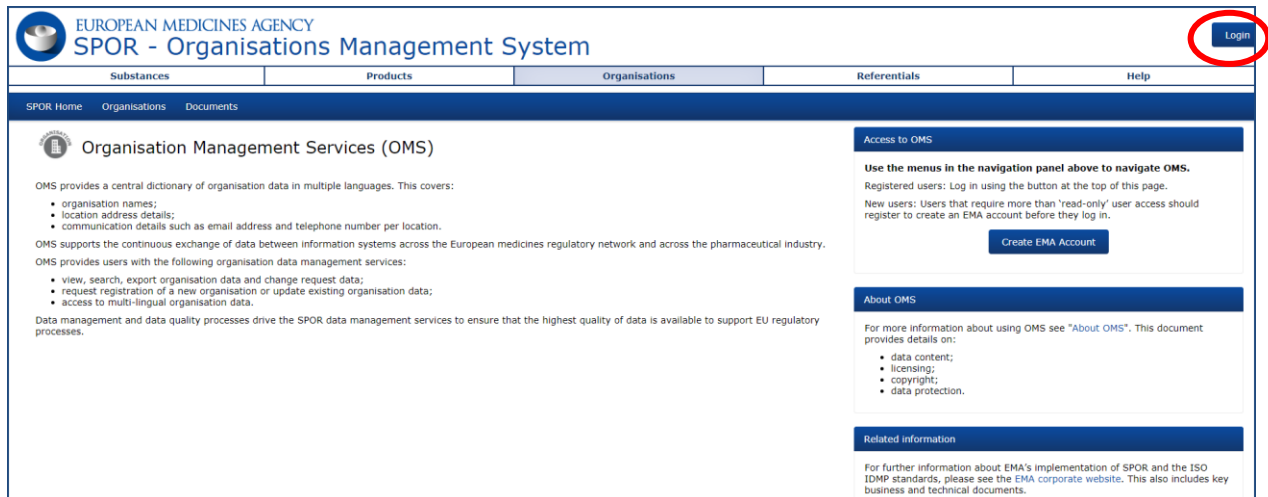 EUROPEAN MEDICINES AGENCY
SPOR - Organisations Management System
Login
Substances
Products
Organisations
Referentials
Help
SPOR Home
Organisations
Documents
ORGANISATION
Organisation Management Services (OMS)
OMS provides a central dictionary of organisation data in multiple languages. This covers:
• organisation names;
• location address details;
• communication details such as email address and telephone number per location.
OMS supports the continuous exchange of data between information systems across the European medicines regulatory network and across the pharmaceutical industry.
OMS provides users with the following organisation data management services:
• view, search, export organisation data and change request data;
• request registration of a new organisation or update existing organisation data;
• access to multi-lingual organisation data.
Data management and data quality processes drive the SPOR data management services to ensure that the highest quality of data is available to support EU regulatory
processes.
Access to OMS
Use the menus in the navigation panel above to navigate OMS.
Registered users: Log in using the button at the top of this page.
New users: Users that require more than 'read-only' user access should
register to create an EMA account before they log in.
Create EMA Account
About OMS
For more information about using OMS see "About OMS". This document
provides details on:
• data content;
• licensing;
• copyright;
• data protection.
Related information
For further information about EMA's implementation of SPOR and the ISO
IDMP standards, please see the EMA corporate website. This also includes key
business and technical documents.